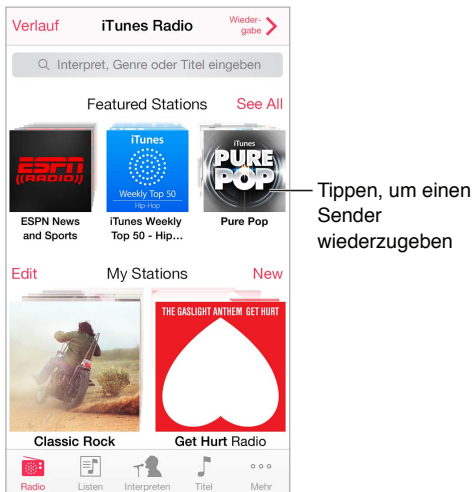 Verlauf
iTunes Radio
Wieder-
gabe
Interpret, Genre oder Titel eingeben
Featured Stations
See All
ESPN
((RADIO))
iTunes
Weekly Top 50
Hip-Hop
iTunes
PURE
POP
ESPN News
and Sports
iTunes Weekly
Top 50 - Hip...
Pure Pop
Tippen, um einen
Sender
wiederzugeben
Edit
My Stations
New
THE GASLIGHT ANTHEM GET HURT
Classic Rock
Get Hurt Radio
Radio
Listen
Interpreten
Titel
Mehr